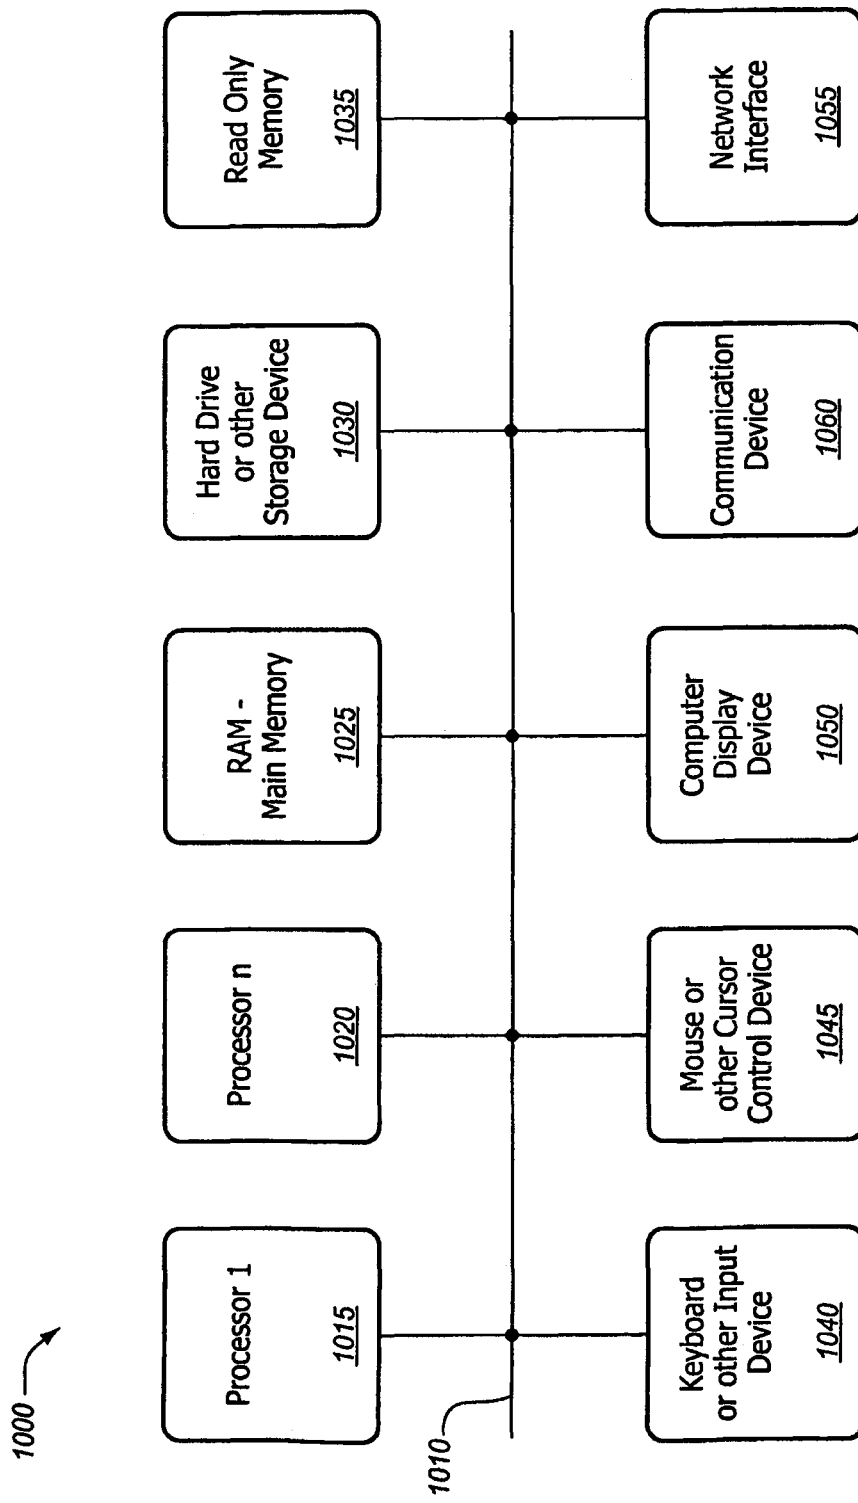 1000
Processor 1
1015
Processor n
1020
RAM -
Main Memory
1025
Hard Drive
or other
Storage Device
1030
Read Only
Memory
1035
1010
Keyboard
or other Input
Device
1040
Mouse or
other Cursor
Control Device
1045
Computer
Display
Device
1050
Communication
Device
1060
Network
Interface
1055